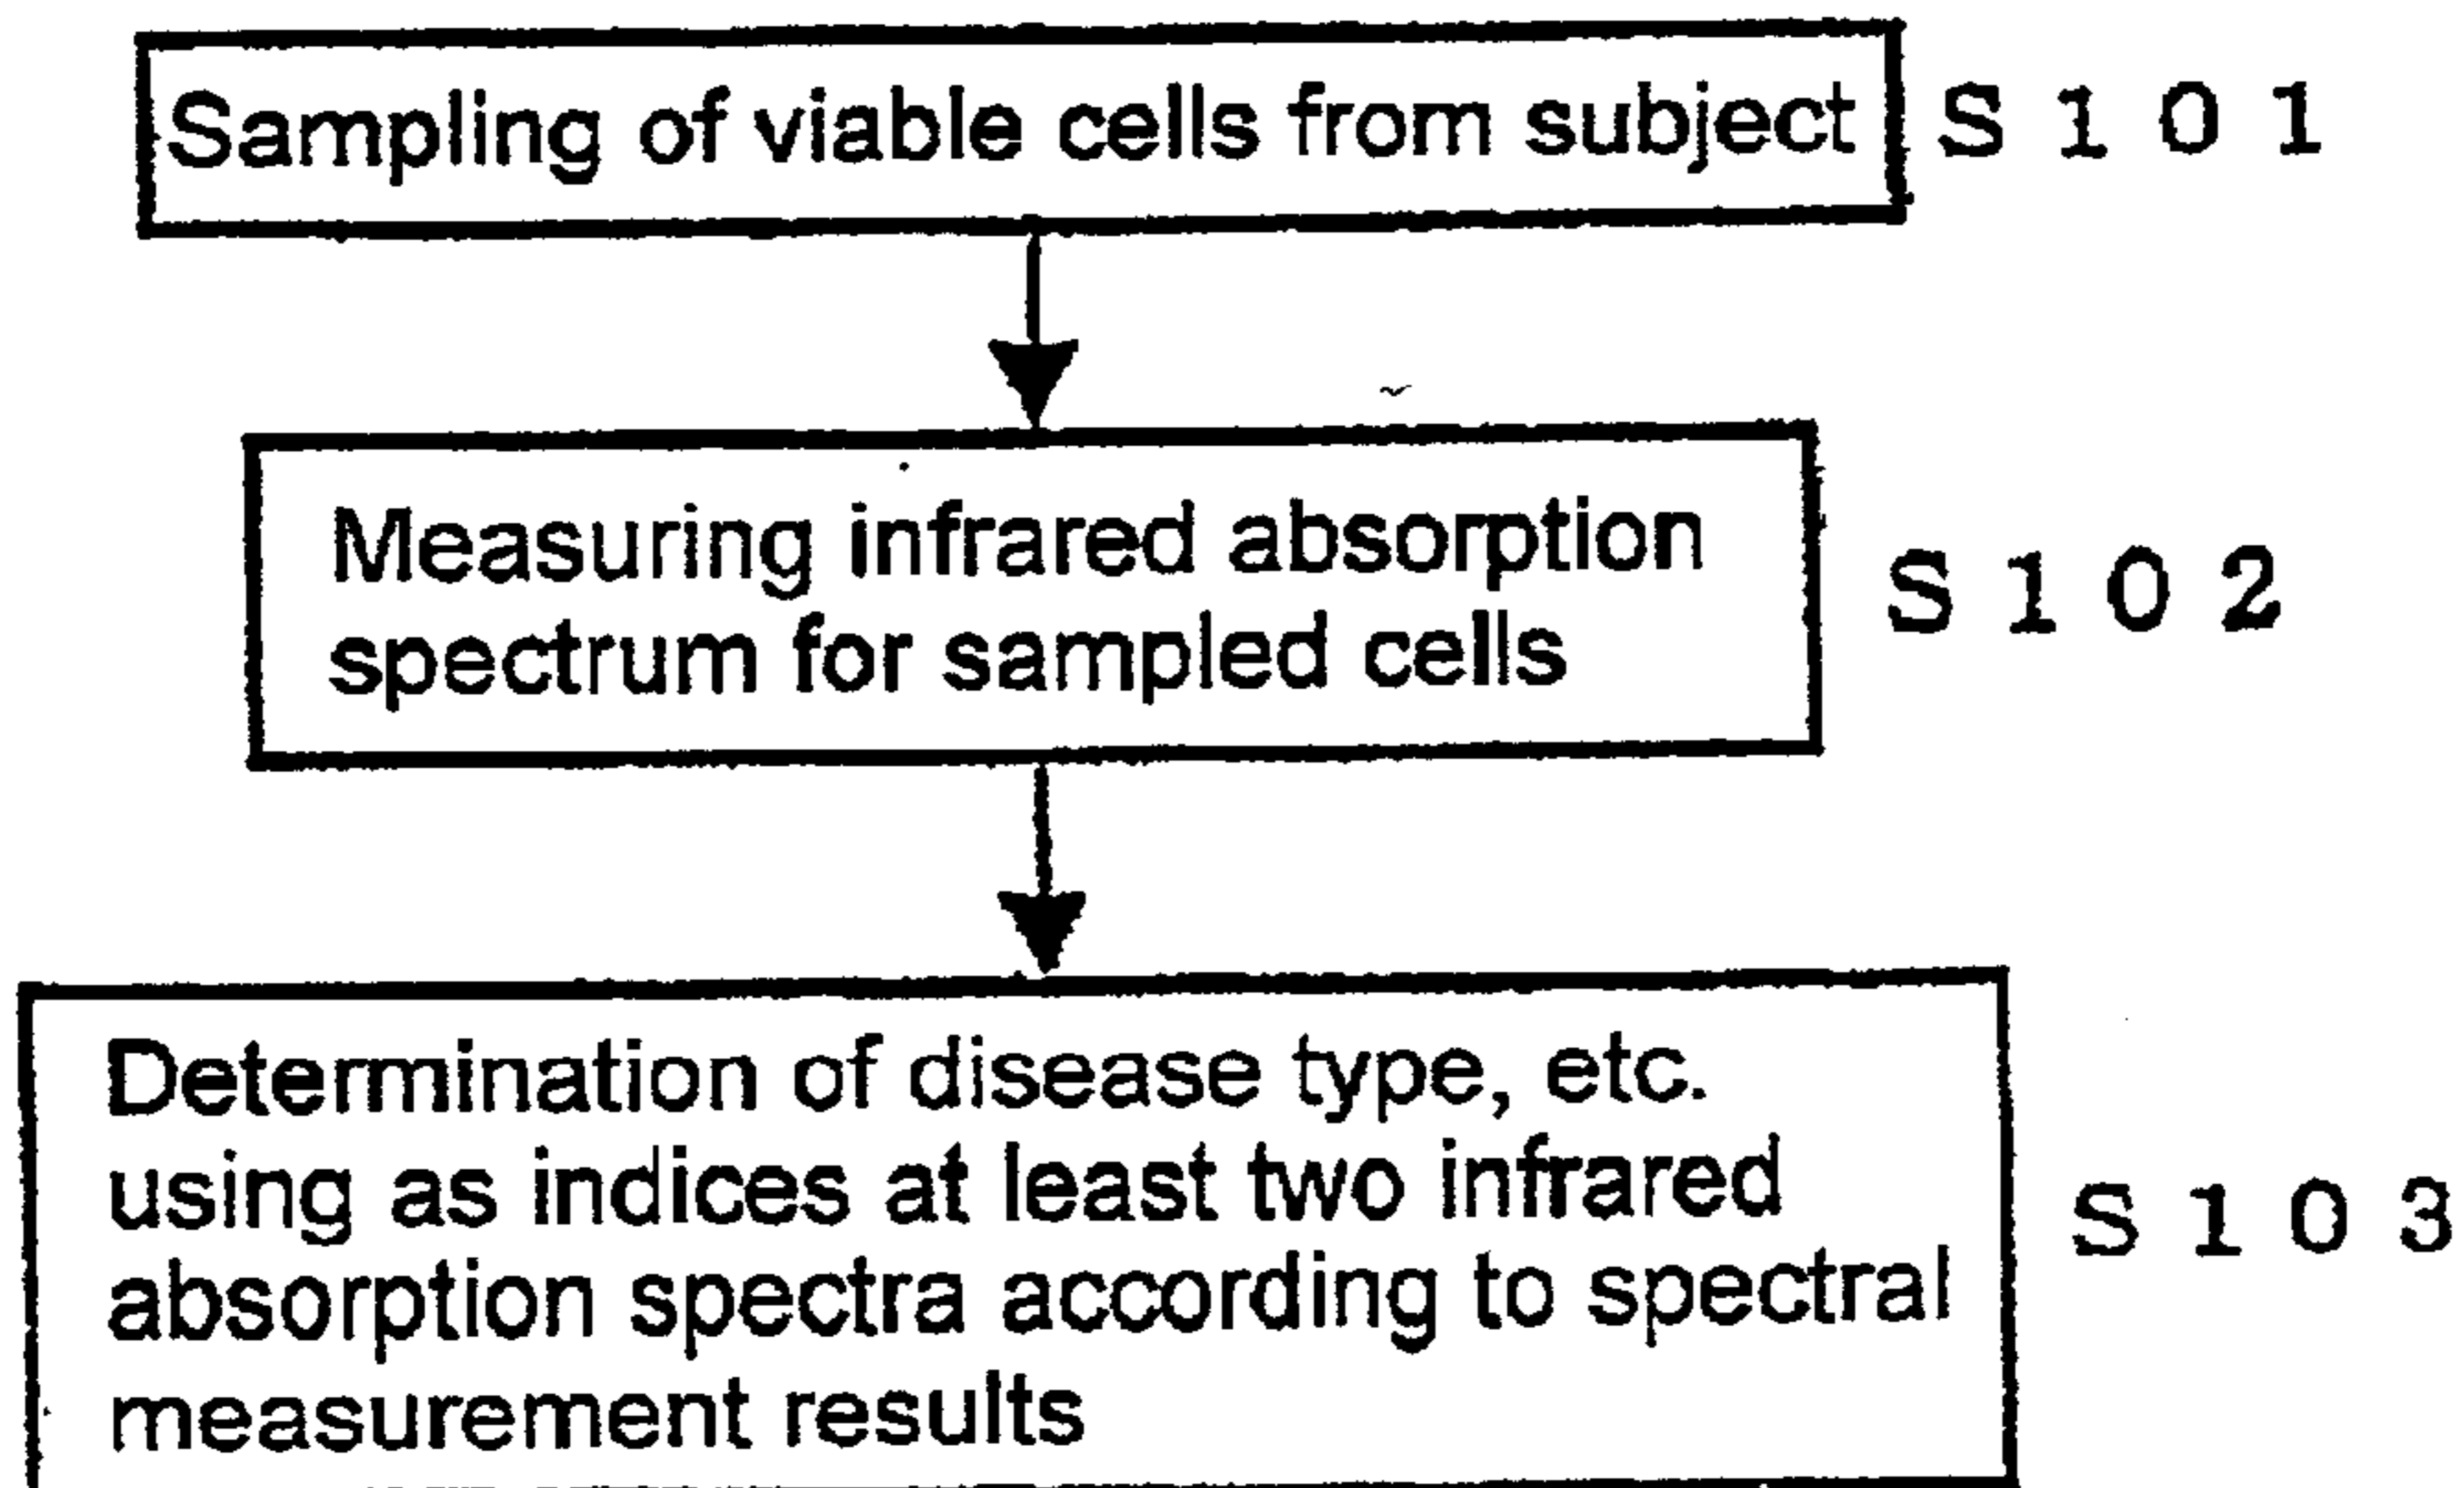 Sampling of viable cells from subject S 1 0 1
Measuring infrared absorption
spectrum for sampled cells
S 1 0 2
Determination of disease type, etc.
using as indices at least two infrared
absorption spectra according to spectral
measurement results
S 1 0 3